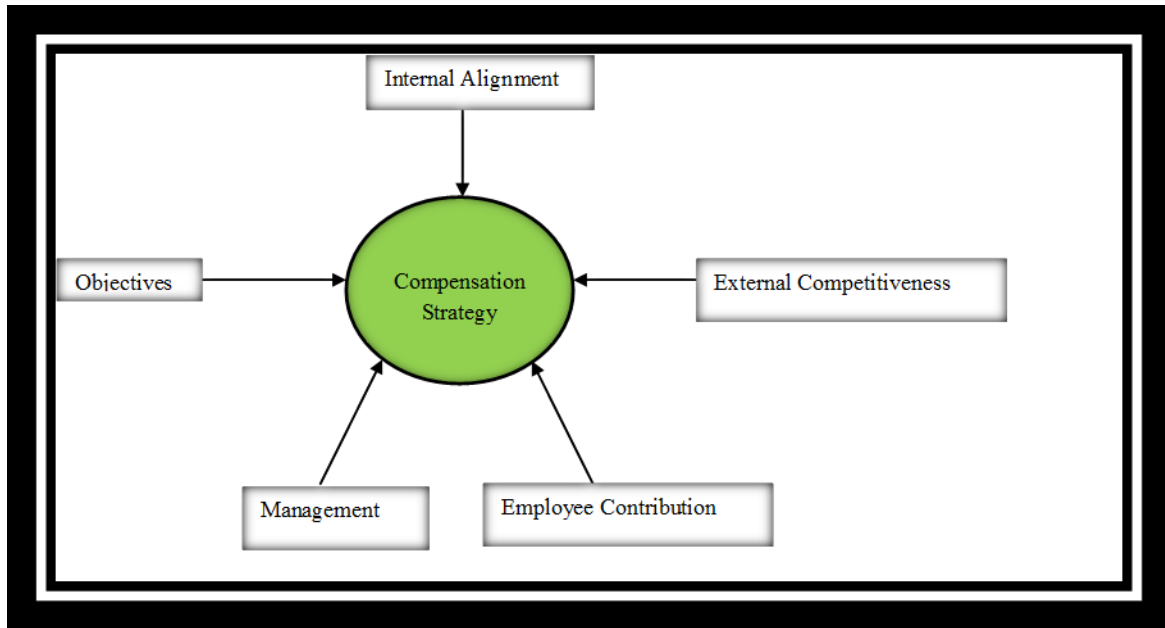 Internal Alignment
Objectives
Compensation
Strategy
External Competitiveness
Management
Employee Contribution